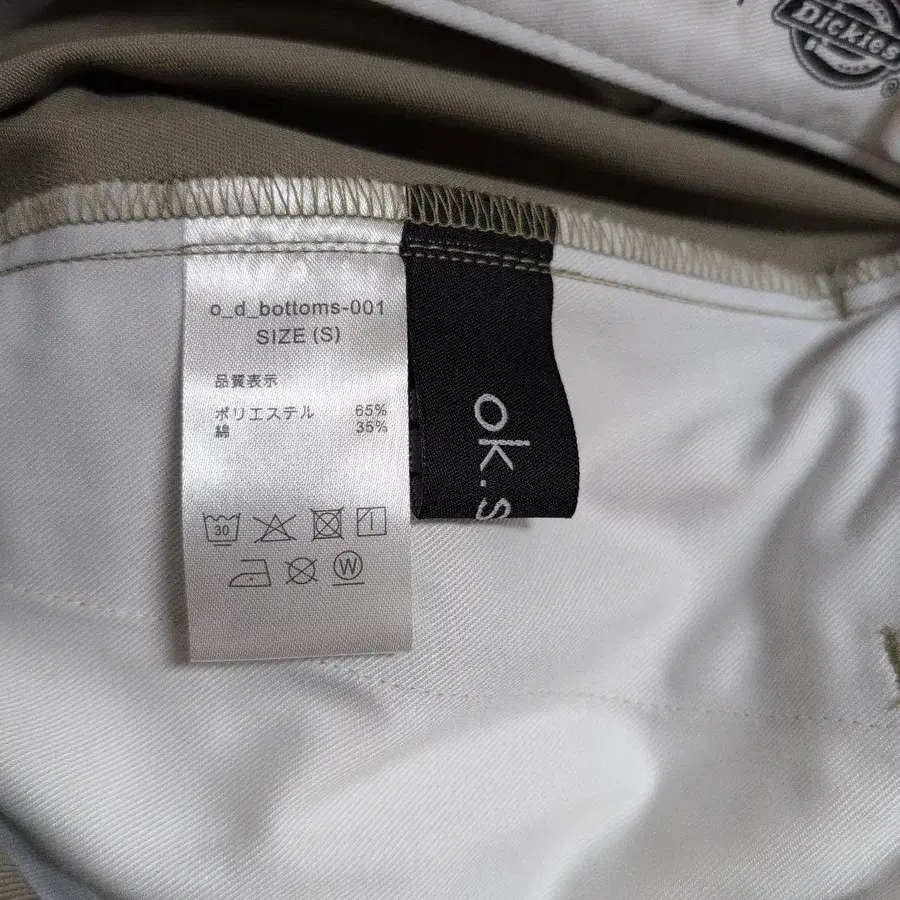 Dickies
®
o_d_bottoms-001
SIZE (S)
品質表示
ポリエステル 65%
綿 35%
30
W
ok.s